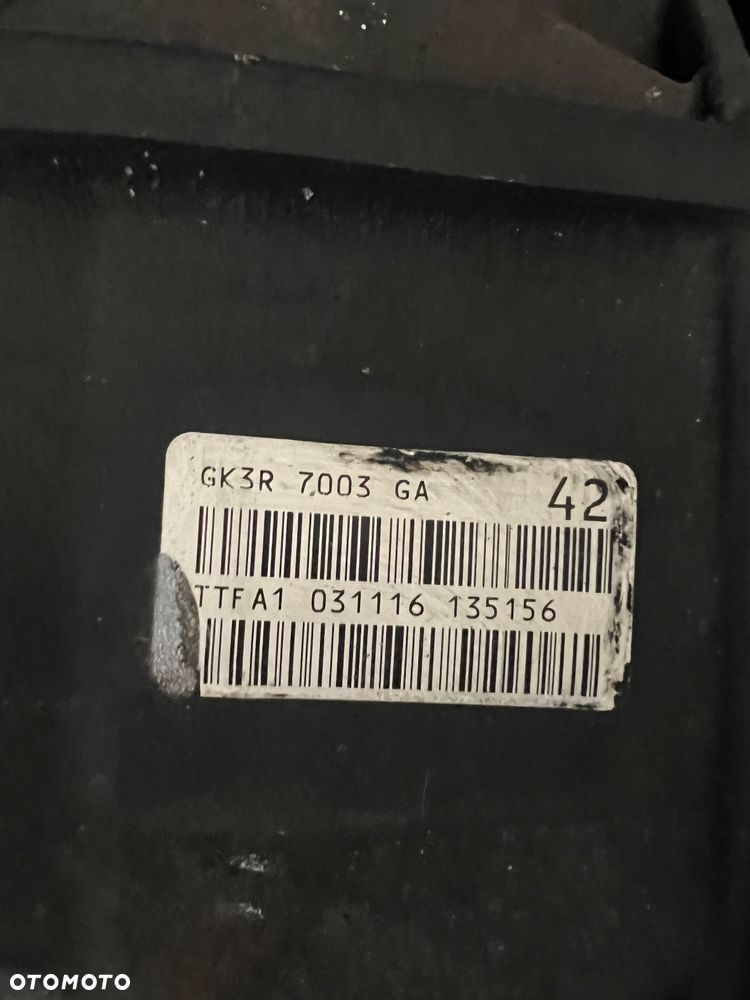 GK3R 7003 GA 42
TTFA1 031116 135156
OTOMOTO